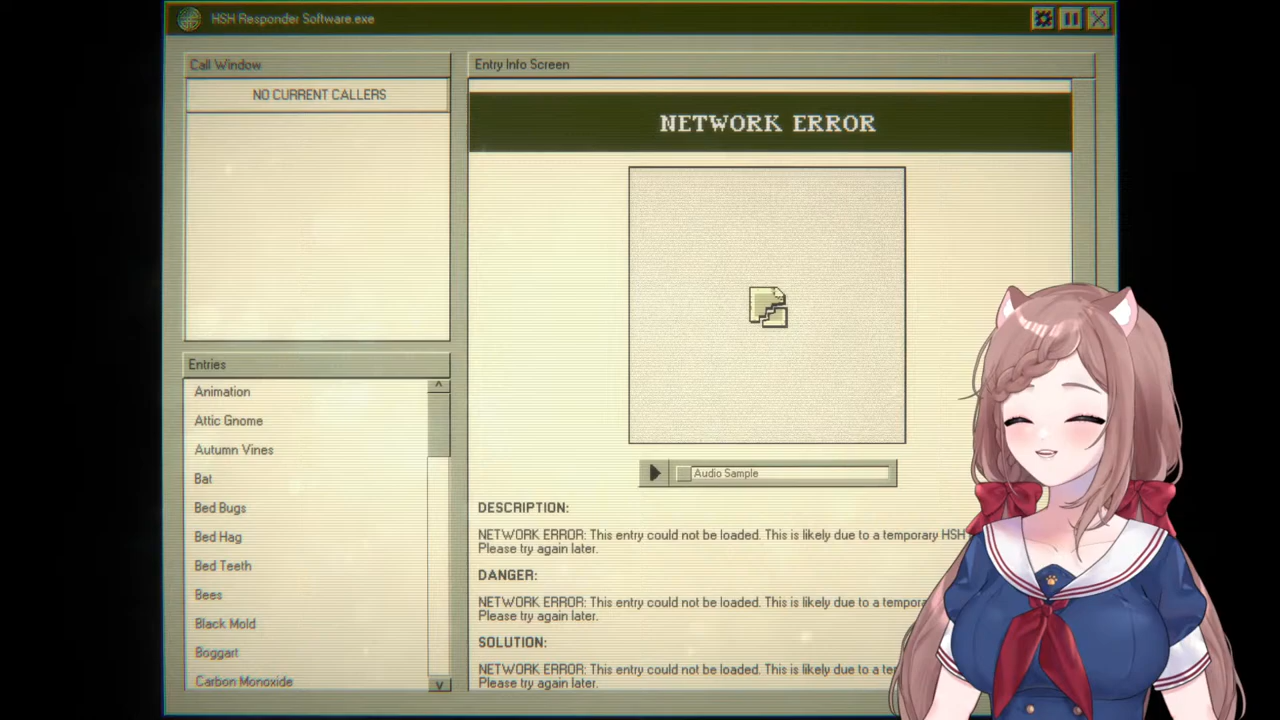 HSH Responder Software.exe
Call Window
NO CURRENT CALLERS
Entries
Animation
Attic Gnome
Autumn Vines
Bat
Bed Bugs
Bed Hag
Bed Teeth
Bees
Black Mold
Boggart
Carbon Monoxide
Entry Info Screen
NETWORK ERROR
Audio Sample
DESCRIPTION:
NETWORK ERROR: This entry could not be loaded. This is likely due to a temporary HSH
Please try again later.
DANGER:
NETWORK ERROR: This entry could not be loaded. This is likely due to a
Please try again later.
SOLUTION:
NETWORK ERROR: This entry could not be loaded. This is likely due to a
Please try again later.